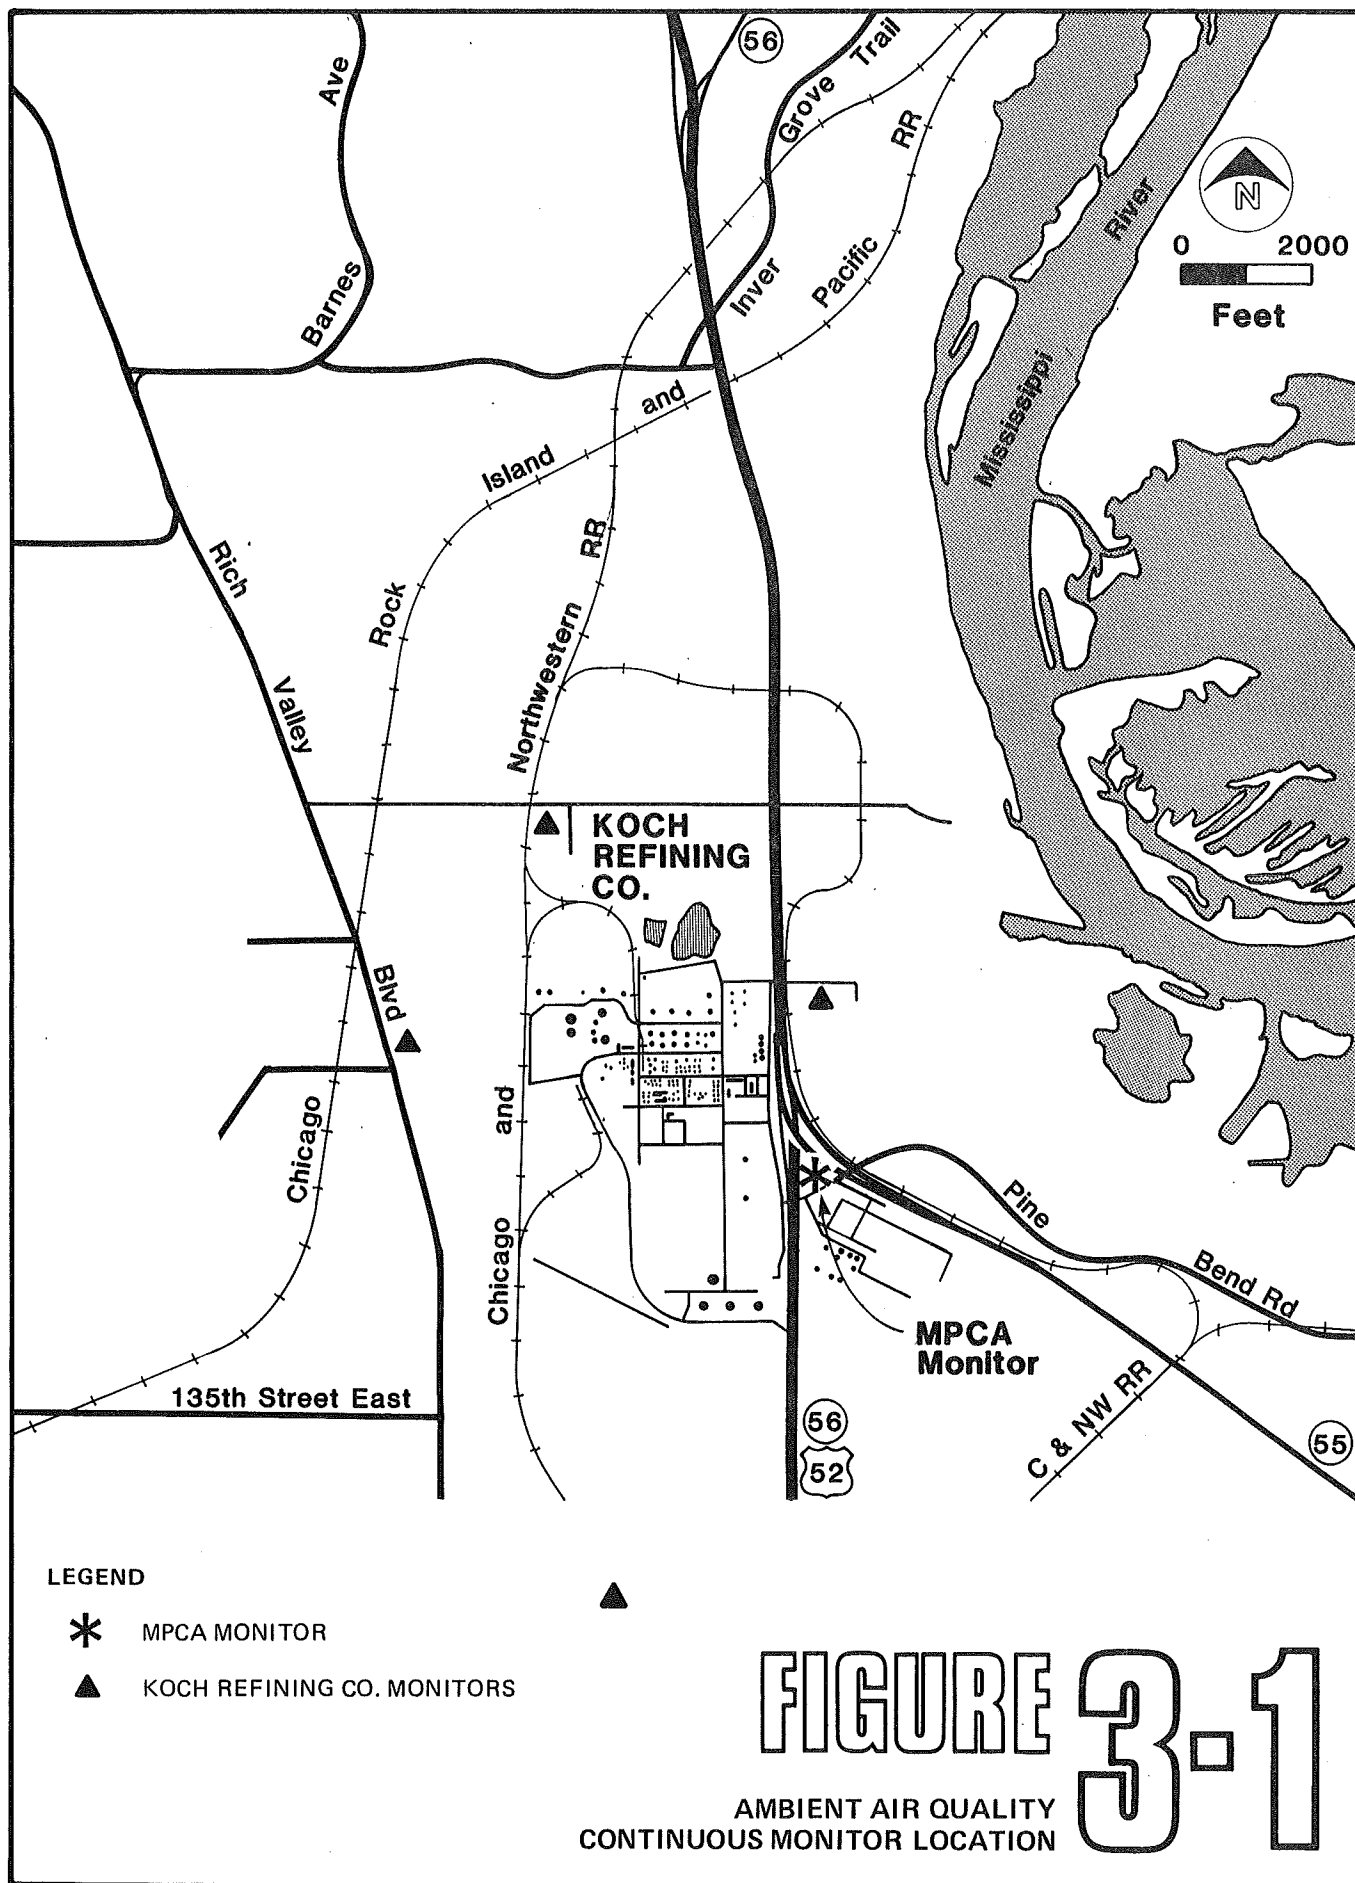 56
Ave
Grove Trail
RR
River
N
0 2000
Feet
Barnes
Inver
Pacific
Mississippi
and
Island
Rich
RR
Rock
Northwestern
Valley
KOCH
REFINING
CO.
Blvd
and
Chicago
Chicago
Pine
Bend Rd
MPCA
Monitor
135th Street East
C & NW RR
56
52
55
LEGEND
MPCA MONITOR
KOCH REFINING CO. MONITORS
FIGURE 3-1
AMBIENT AIR QUALITY
CONTINUOUS MONITOR LOCATION